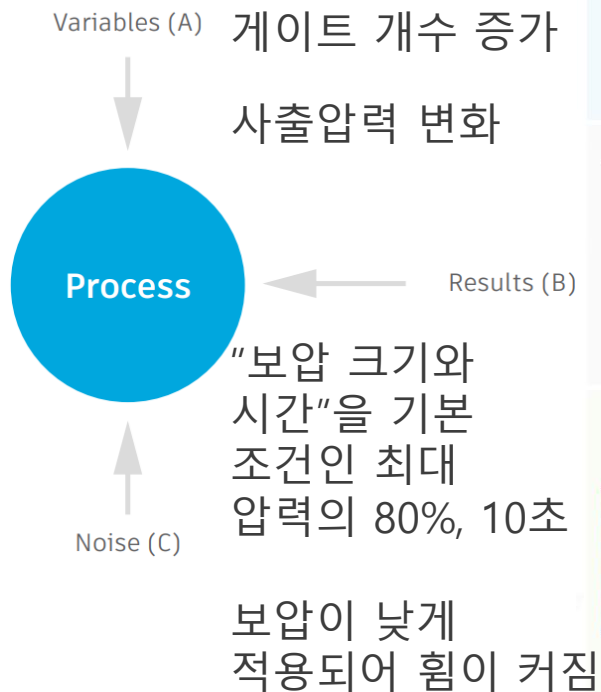 Variables (A)
게이트 개수 증가
사출압력 변화
Process
Results (B)
"보압 크기와
시간"을 기본
조건인 최대
압력의 80%, 10초
Noise (C)
보압이 낮게
적용되어 휨이 커짐